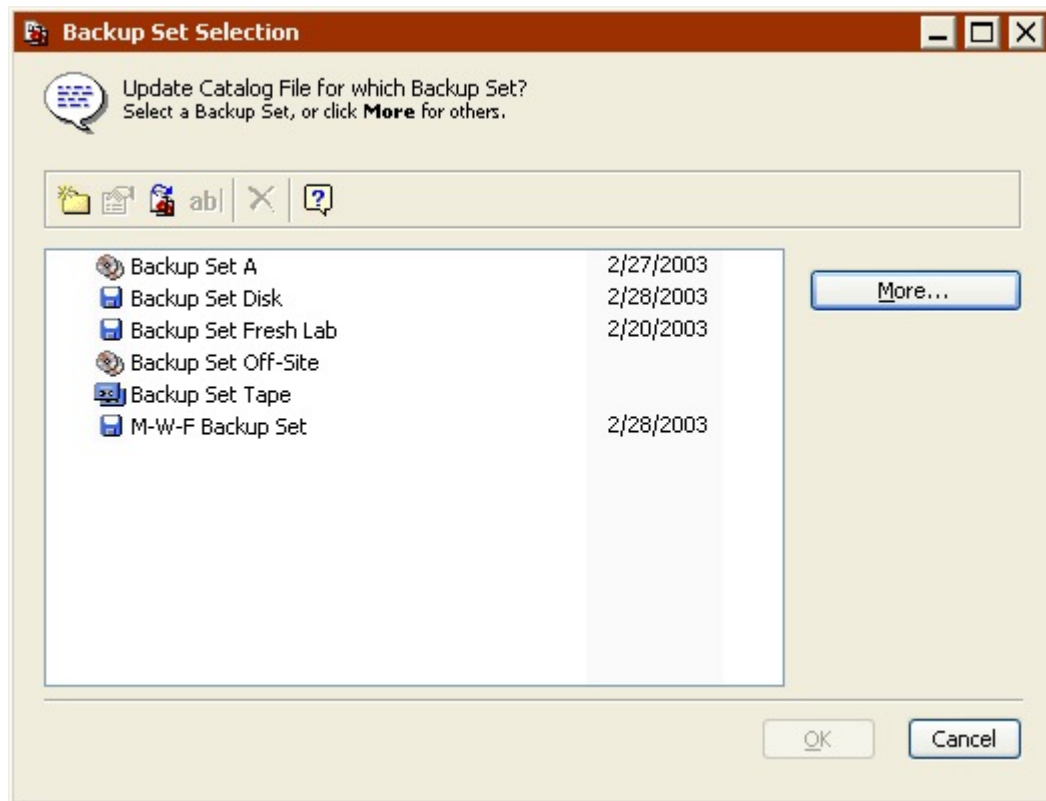 Backup Set Selection
Update Catalog File for which Backup Set?
Select a Backup Set, or click More for others.
ab|
Backup Set A 2/27/2003
Backup Set Disk 2/28/2003
Backup Set Fresh Lab 2/20/2003
Backup Set Off-Site
Backup Set Tape
M-W-F Backup Set 2/28/2003
More...
OK Cancel